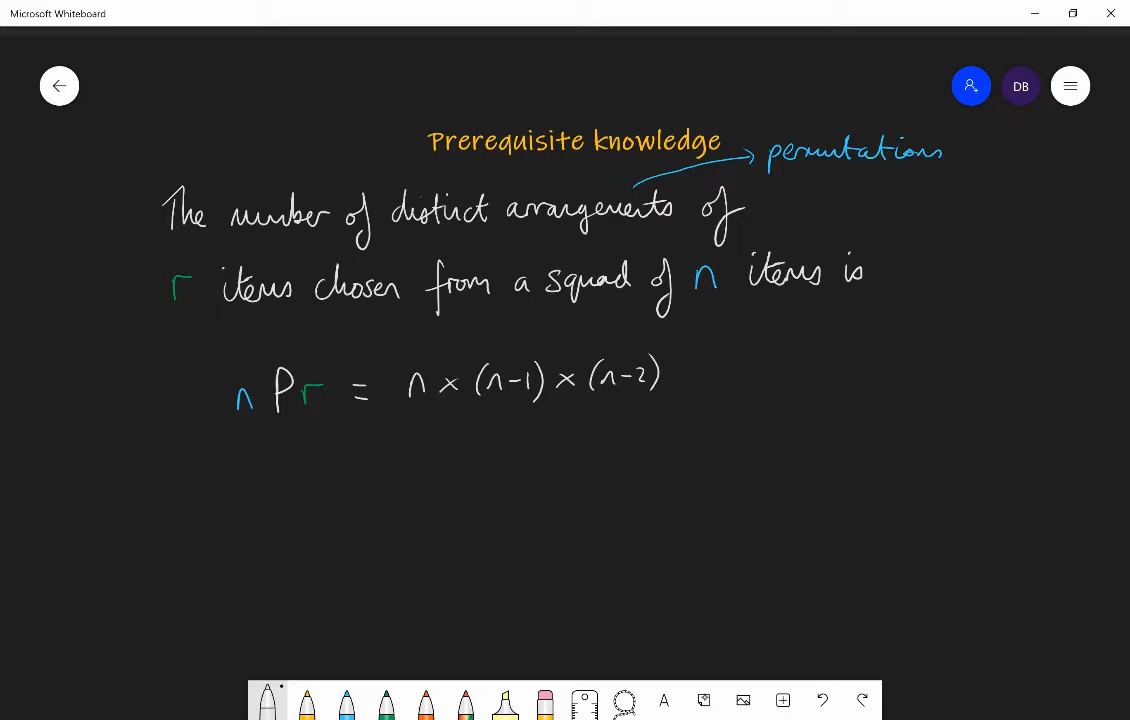 Microsoft Whiteboard
DB
Prerequisite knowledge
permutations
The number of distinct arrangements of
r items chosen from a squad of n items is
n P r = n × (n-1) × (n-2)
A